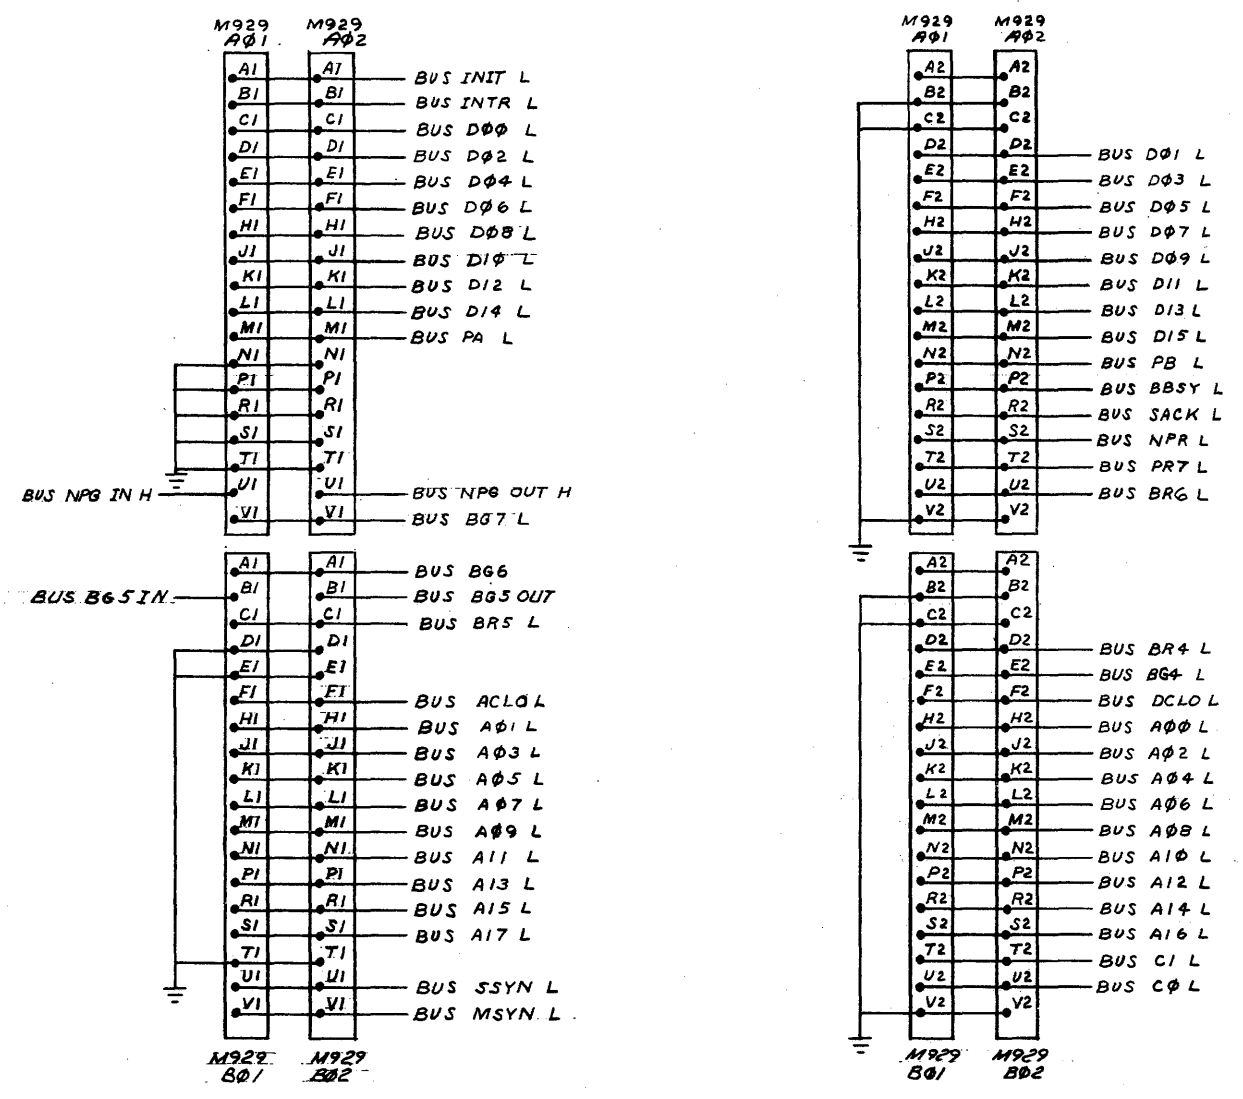 M929 M929
AØ1 AØ2
A1 A1 BUS INIT L
B1 B1 BUS INTR L
C1 C1 BUS DØØ L
D1 D1 BUS DØ2 L
E1 E1 BUS DØ4 L
F1 F1 BUS DØ6 L
H1 H1 BUS DØ8 L
J1 J1 BUS D1Ø L
K1 K1 BUS D12 L
L1 L1 BUS D14 L
M1 M1 BUS PA L
N1 N1
P1 P1
R1 R1
S1 S1
T1 T1
BUS NPG IN H U1 U1 BUS NPG OUT H
V1 V1 BUS BG7 L
A1 A1 BUS BG6
BUS BG5 IN B1 B1 BUS BG5 OUT
C1 C1 BUS BR5 L
D1 D1
E1 E1
F1 F1 BUS ACLO L
H1 H1 BUS AØ1 L
J1 J1 BUS AØ3 L
K1 K1 BUS AØ5 L
L1 L1 BUS AØ7 L
M1 M1 BUS AØ9 L
N1 N1 BUS A11 L
P1 P1 BUS A13 L
R1 R1 BUS A15 L
S1 S1 BUS A17 L
T1 T1
U1 U1 BUS SSYN L
V1 V1 BUS MSYN L
M929 M929
BØ1 BØ2
M929 M929
AØ1 AØ2
A2 A2
B2 B2
C2 C2
D2 D2 BUS DØ1 L
E2 E2 BUS DØ3 L
F2 F2 BUS DØ5 L
H2 H2 BUS DØ7 L
J2 J2 BUS DØ9 L
K2 K2 BUS D11 L
L2 L2 BUS D13 L
M2 M2 BUS D15 L
N2 N2 BUS PB L
P2 P2 BUS BBSY L
R2 R2 BUS SACK L
S2 S2 BUS NPR L
T2 T2 BUS PR7 L
U2 U2 BUS BR6 L
V2 V2
A2 A2
B2 B2
C2 C2
D2 D2 BUS BR4 L
E2 E2 BUS BG4 L
F2 F2 BUS DCLO L
H2 H2 BUS AØØ L
J2 J2 BUS AØ2 L
K2 K2 BUS AØ4 L
L2 L2 BUS AØ6 L
M2 M2 BUS AØ8 L
N2 N2 BUS A1Ø L
P2 P2 BUS A12 L
R2 R2 BUS A14 L
S2 S2 BUS A16 L
T2 T2 BUS C1 L
U2 U2 BUS CØ L
V2 V2
M929 M929
BØ1 BØ2